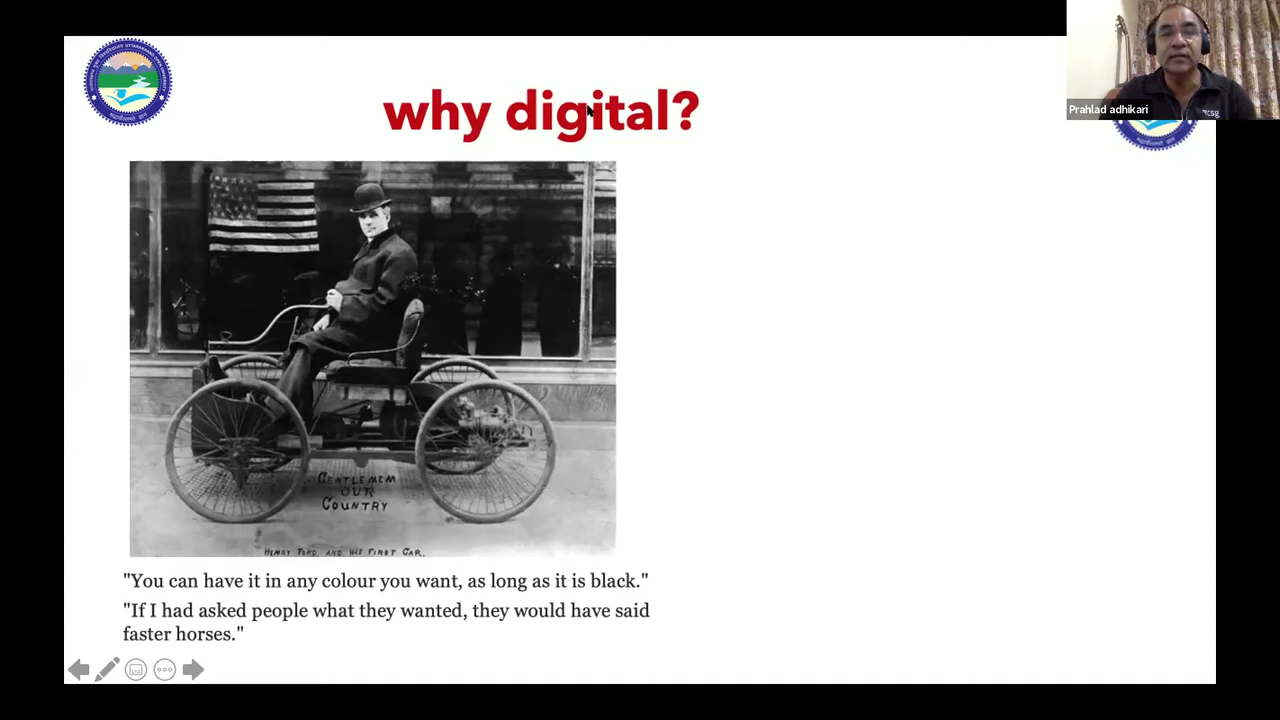 why digital?
Prahlad adhikari
tcsg
GENTLEMEM
OUR
COUNTRY
HENRY FORD AND HIS FIRST CAR.
"You can have it in any colour you want, as long as it is black."
"If I had asked people what they wanted, they would have said
faster horses."